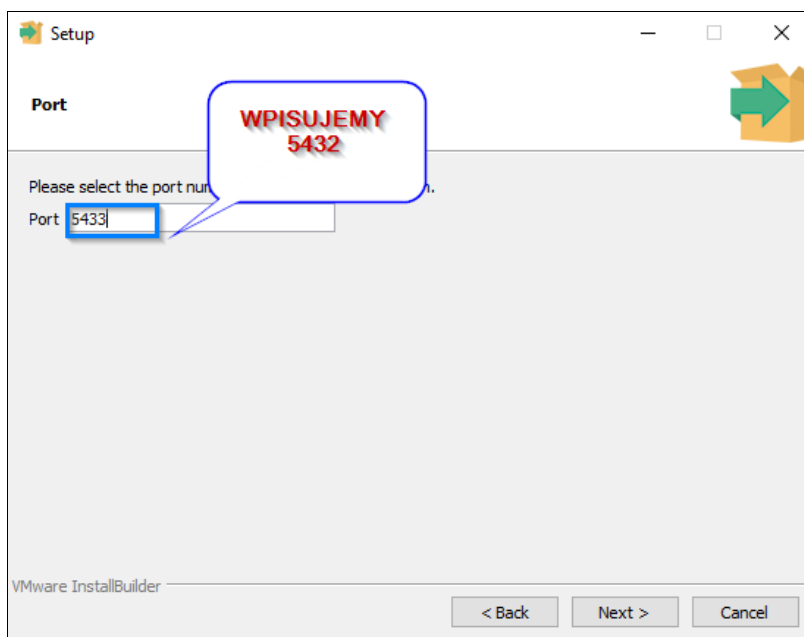 Setup
Port
WPISUJEMY
5432
Please select the port num
n.
Port 5433
VMware InstallBuilder
< Back Next > Cancel